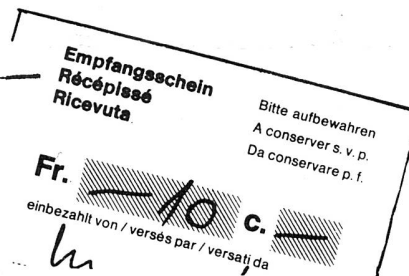 Empfangsschein
Récépissé
Ricevuta
Bitte aufbewahren
A conserver s. v. p.
Da conservare p. f.
Fr. —10 c. —
einbezahlt von / versés par / versati da